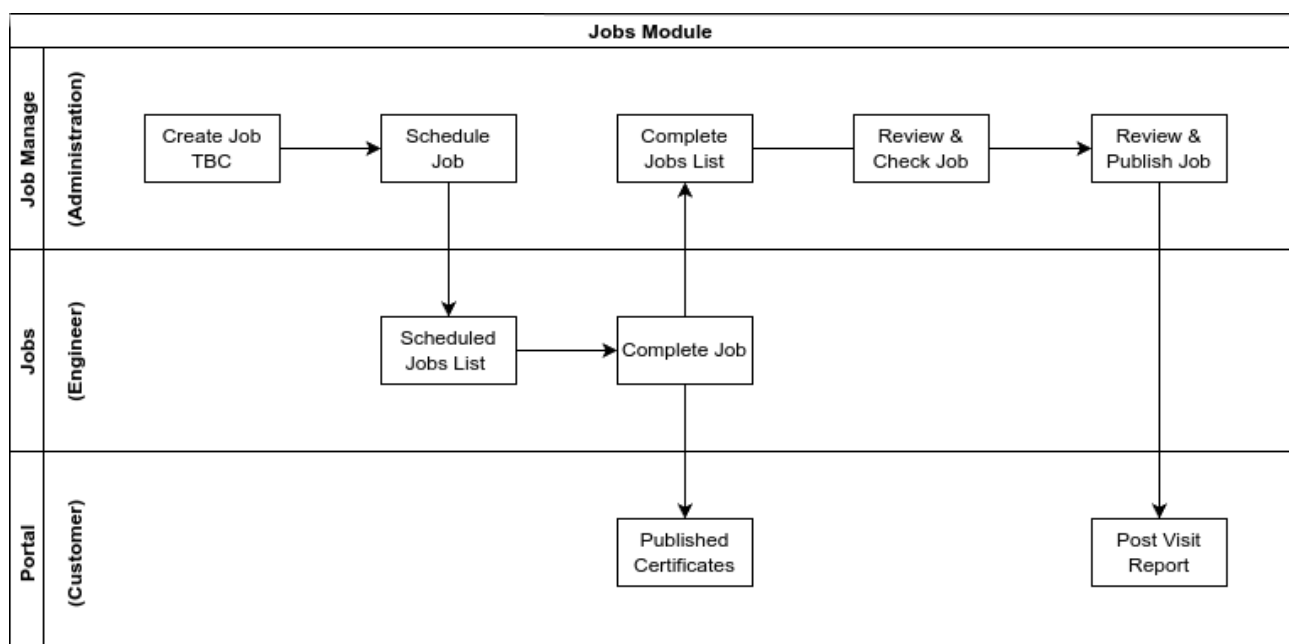 Jobs Module
Job Manage
(Administration)
Create Job
TBC
Schedule
Job
Complete
Jobs List
Review &
Check Job
Review &
Publish Job
Jobs
(Engineer)
Scheduled
Jobs List
Complete Job
Portal
(Customer)
Published
Certificates
Post Visit
Report